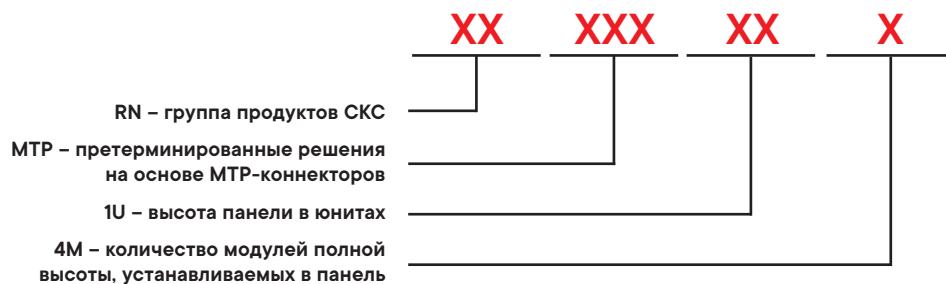 XX XXX XX X
RN – группа продуктов СКС
MTP – претерминированные решения
на основе MTP-коннекторов
1U – высота панели в юнитах
4M – количество модулей полной
высоты, устанавливаемых в панель